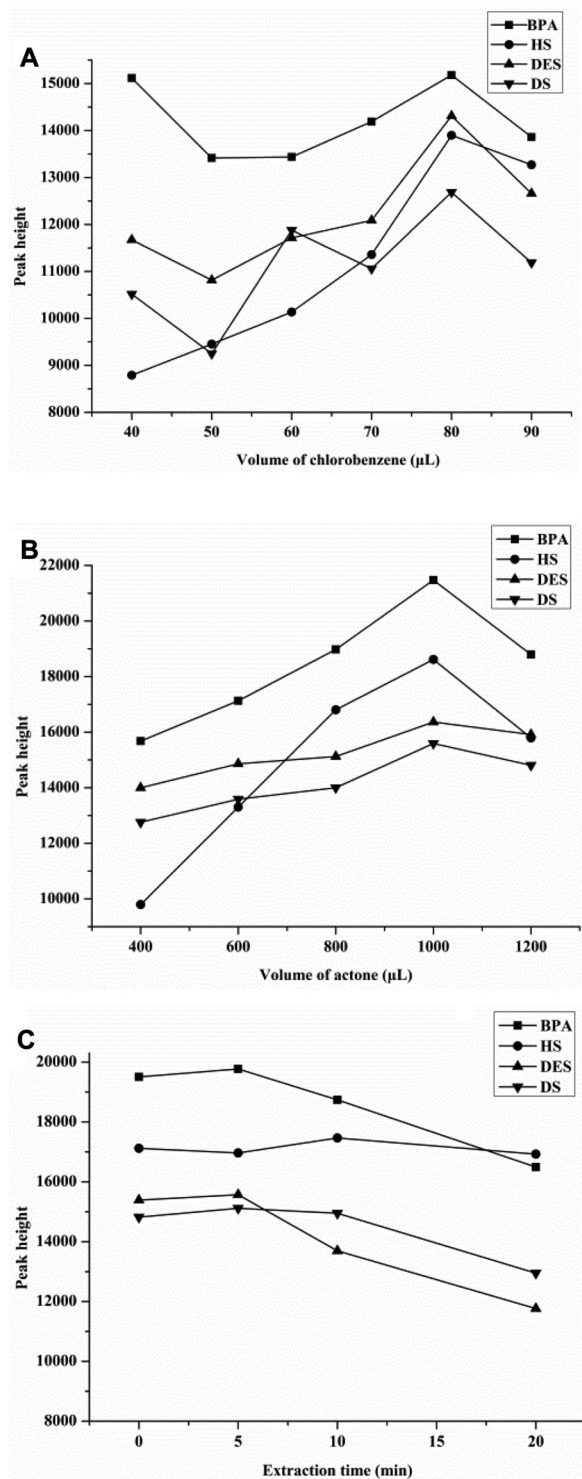 A
BPA
HS
DES
DS
15000
14000
13000
12000
11000
10000
9000
8000
Peak height
40 50 60 70 80 90
Volume of chlorobenzene (μL)
B
BPA
HS
DES
DS
22000
20000
18000
16000
14000
12000
10000
Peak height
400 600 800 1000 1200
Volume of actone (μL)
C
BPA
HS
DES
DS
20000
18000
16000
14000
12000
10000
8000
Peak height
0 5 10 15 20
Extraction time (min)